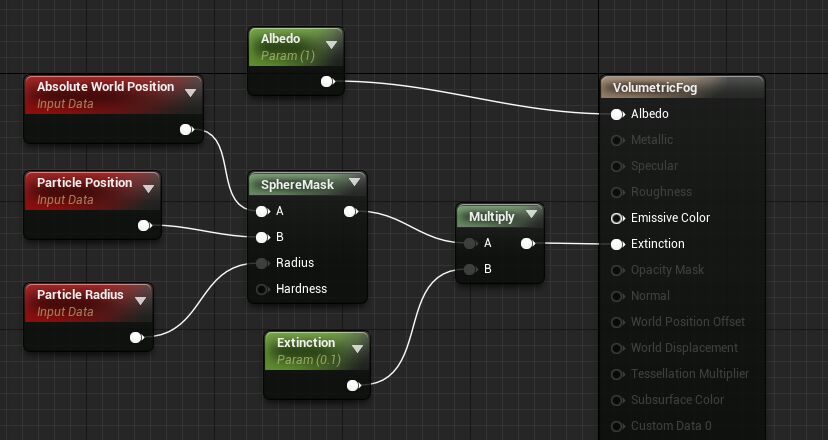 Albedo
Param (1)
Absolute World Position
Input Data
Particle Position
Input Data
Particle Radius
Input Data
SphereMask
A
B
Radius
Hardness
Extinction
Param (0.1)
Multiply
A
B
VolumetricFog
Albedo
Metallic
Specular
Roughness
Emissive Color
Extinction
Opacity Mask
Normal
World Position Offset
World Displacement
Tessellation Multiplier
Subsurface Color
Custom Data 0